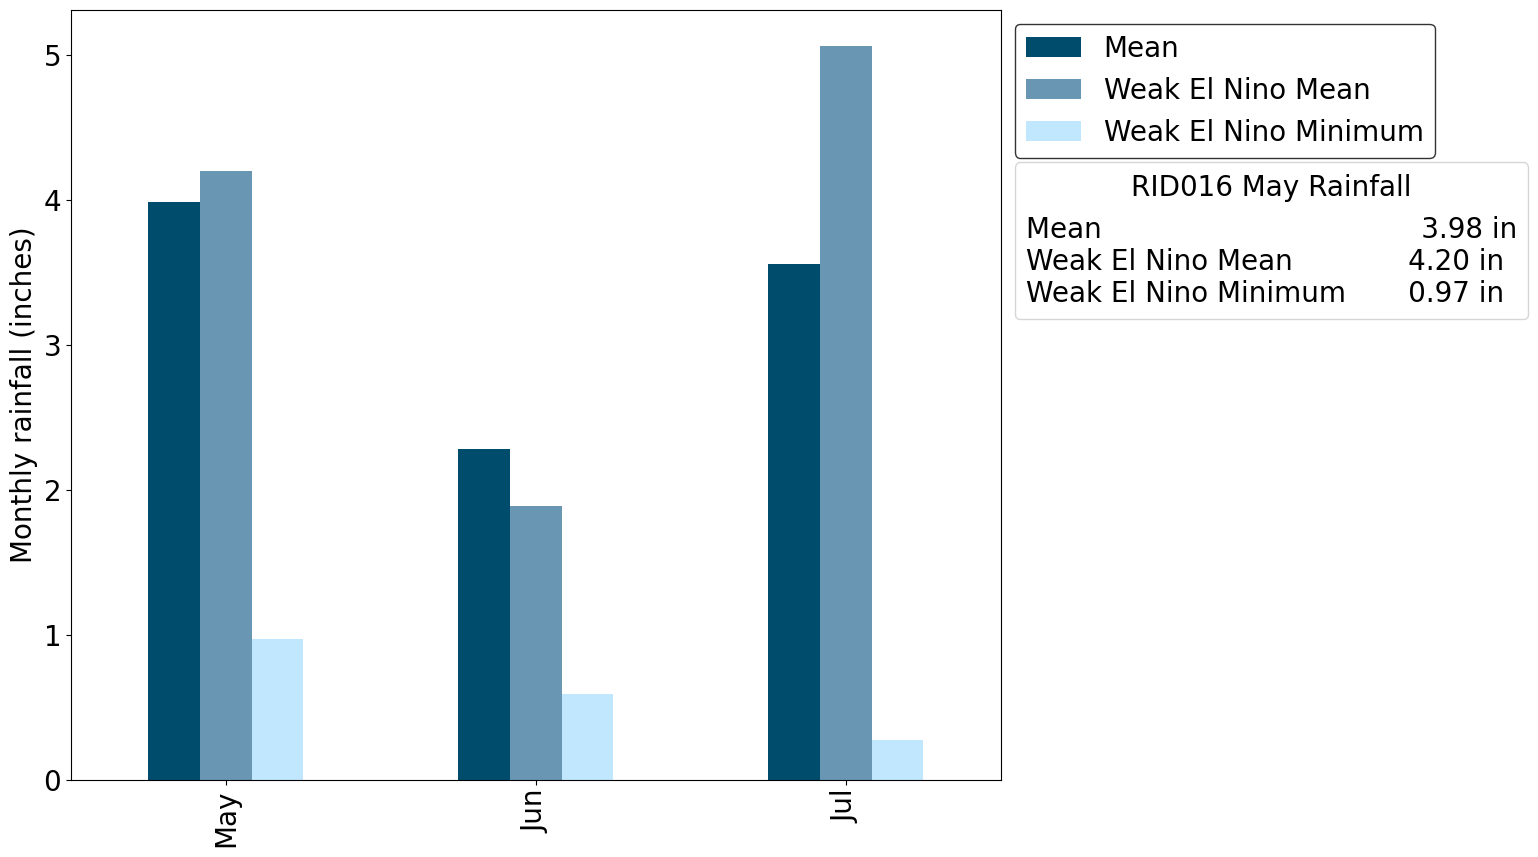 Monthly rainfall (inches)
5
4
3
2
1
0
May
Jun
Jul
Mean
Weak El Nino Mean
Weak El Nino Minimum
RID016 May Rainfall
Mean 3.98 in
Weak El Nino Mean 4.20 in
Weak El Nino Minimum 0.97 in